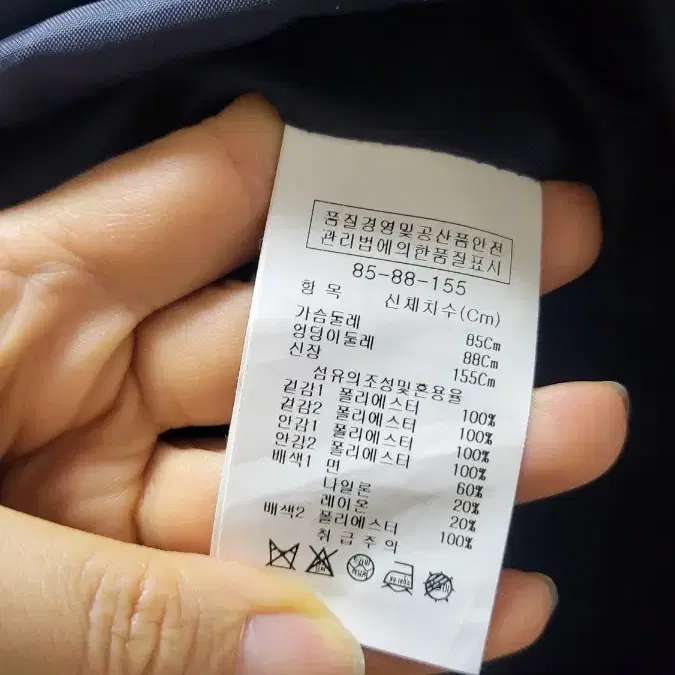 품질경영및공산품안전
관리법에의한품질표시
85-88-155
항 목 신체치수(Cm)
가슴둘레 85Cm
엉덩이둘레 88Cm
신장 155Cm
섬유의조성및혼용율
겉감1 폴리에스터 100%
겉감2 폴리에스터 100%
안감1 폴리에스터 100%
안감2 폴리에스터 100%
배색1 면 60%
나일론 20%
레이온 20%
배색2 폴리에스터 100%
취급주의